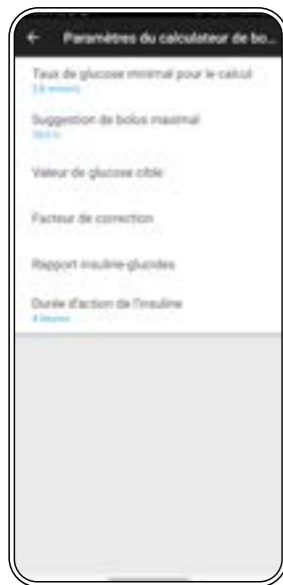 ← Paramètres du calculateur de bo...
Taux de glucose minimal pour le calcul
Suggestion de bolus maximal
Valeur de glucose cible
Facteur de correction
Rapport insuline-glucides
Durée d'action de l'insuline
4 heures